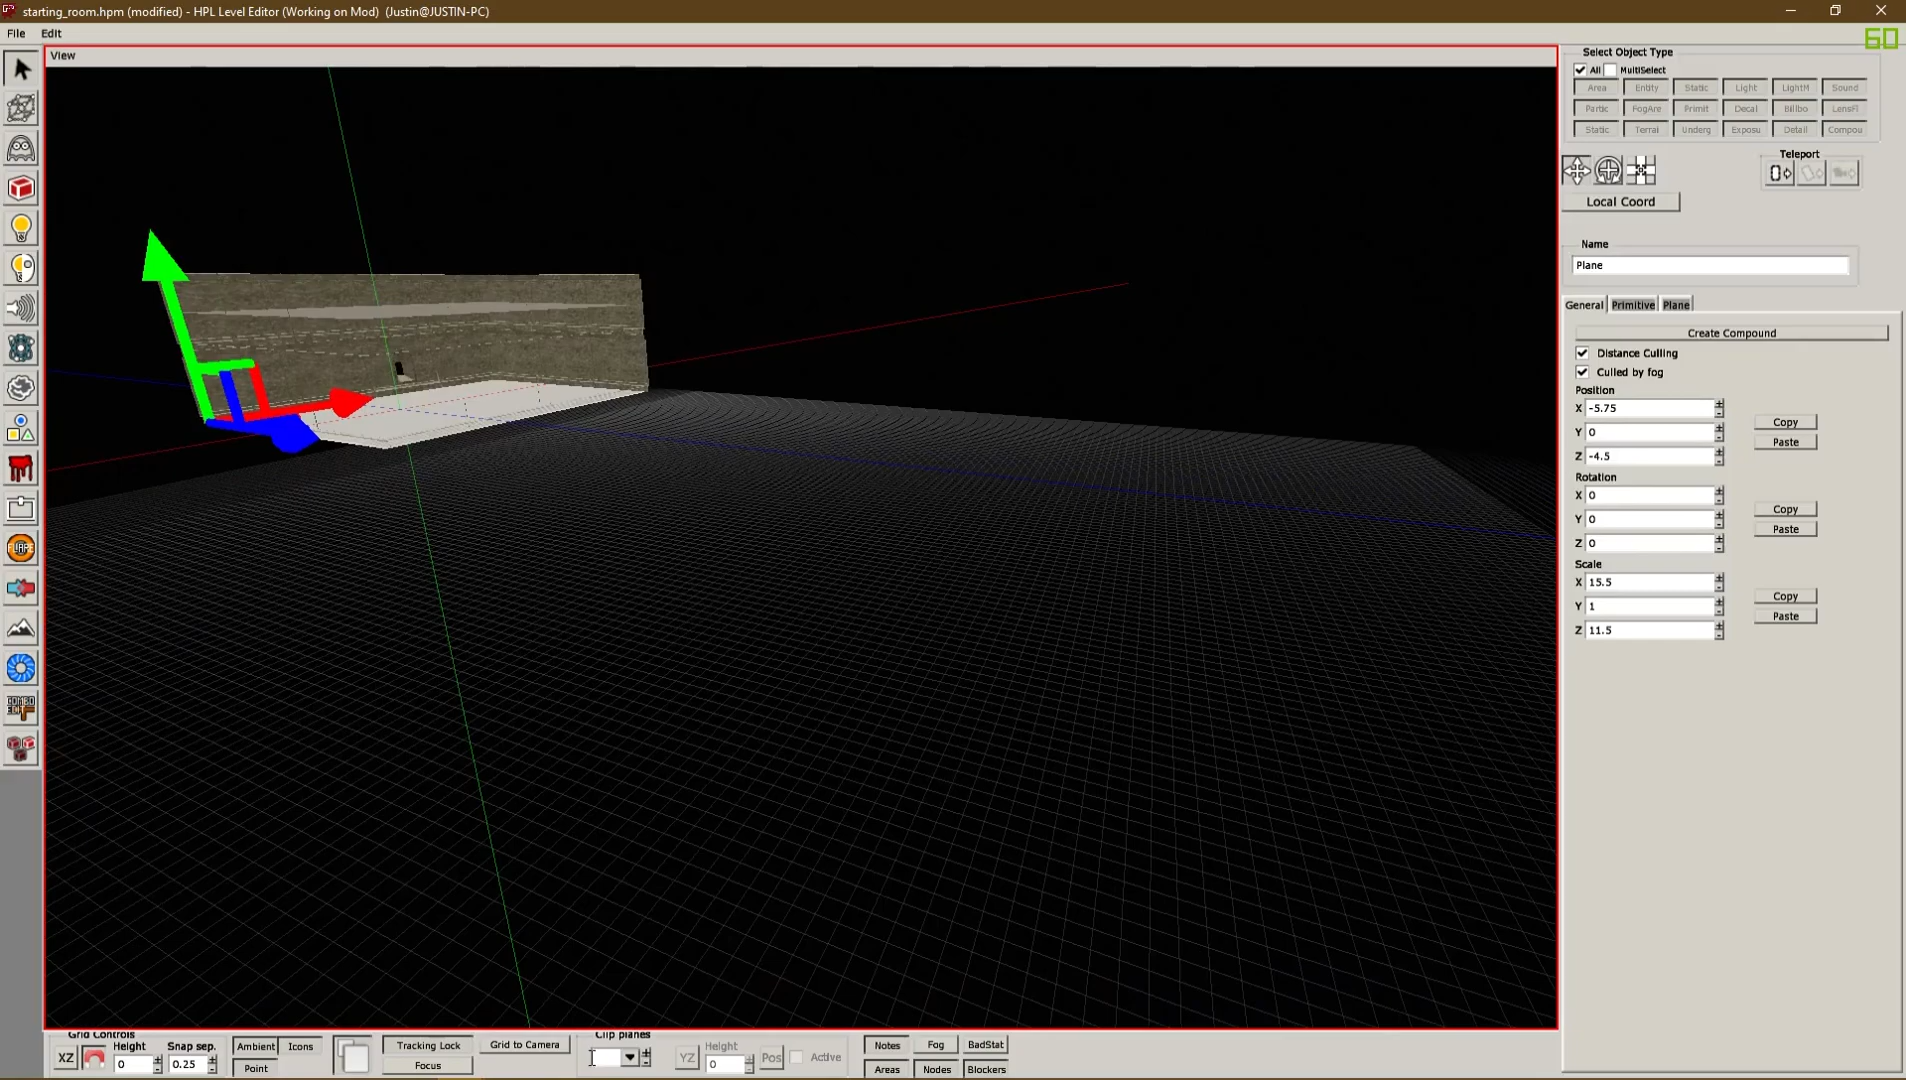 starting_room.hpm (modified) - HPL Level Editor (Working on Mod)  (Justin@JUSTIN-PC)
File Edit
60
View
Select Object Type
All MultiSelect
Area Entity Static Light LightM Sound
Partic FogAre Primit Decal Billbo LensFl
Static Terrai Underg Exposu Detail Compou
Teleport
Local Coord
Name
Plane
General Primitive Plane
Create Compound
Distance Culling
Culled by fog
Position
X -5.75
Copy
Y 0
Paste
Z -4.5
Rotation
X 0
Copy
Y 0
Paste
Z 0
Scale
X 15.5
Copy
Y 1
Paste
Z 11.5
FLARE
COMBO
Grid Controls
XZ
Height
0
Snap sep.
0.25
Ambient Icons
Point
Tracking Lock
Focus
Grid to Camera
Clip planes
YZ
Height
0
Pos
Active
Notes Fog BadStat
Areas Nodes Blockers